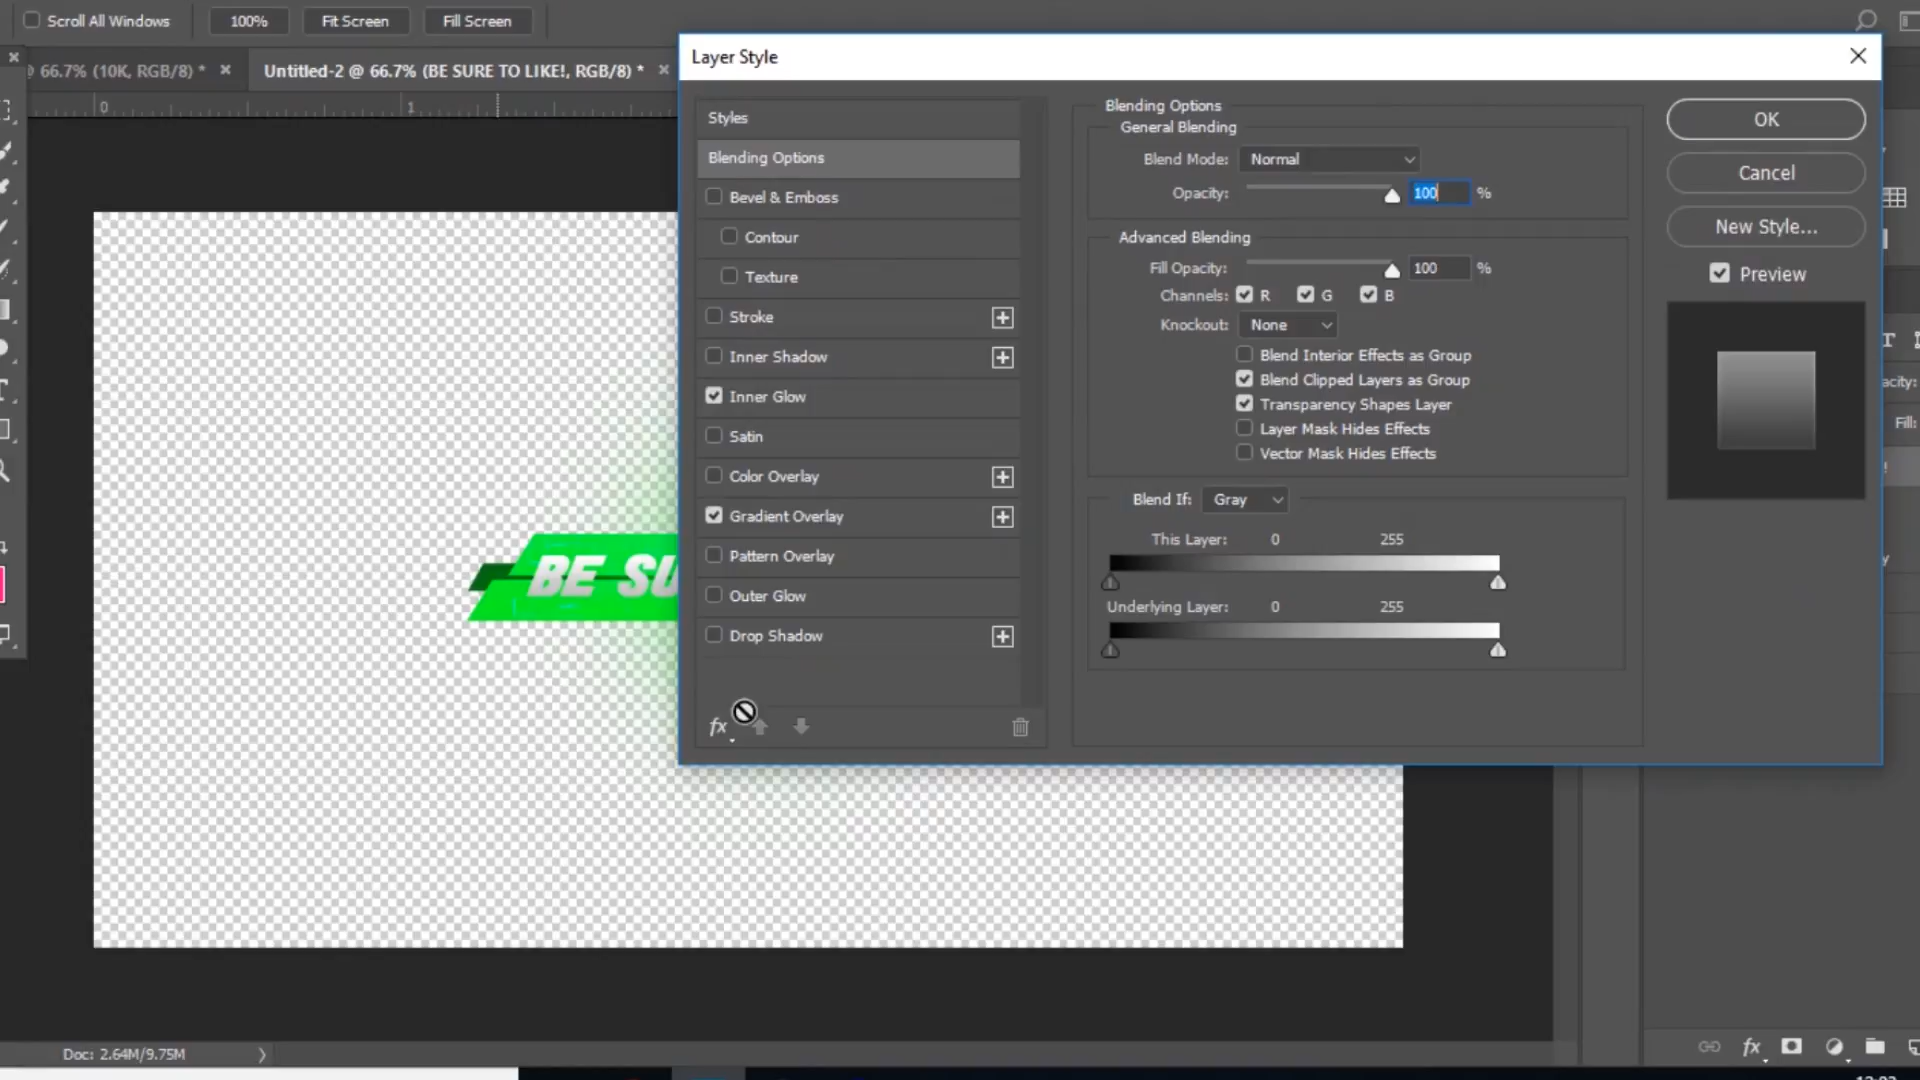 Scroll All Windows
100%
Fit Screen
Fill Screen
66.7% (10K, RGB/8) *
Untitled-2 @ 66.7% (BE SURE TO LIKE!, RGB/8) *
0
1
Layer Style
Styles
Blending Options
Bevel & Emboss
Contour
Texture
Stroke
Inner Shadow
Inner Glow
Satin
Color Overlay
Gradient Overlay
Pattern Overlay
Outer Glow
Drop Shadow
fx
Blending Options
General Blending
Blend Mode: Normal
Opacity: 100 %
Advanced Blending
Fill Opacity: 100 %
Channels: R G B
Knockout: None
Blend Interior Effects as Group
Blend Clipped Layers as Group
Transparency Shapes Layer
Layer Mask Hides Effects
Vector Mask Hides Effects
Blend If: Gray
This Layer: 0 255
Underlying Layer: 0 255
OK
Cancel
New Style...
Preview
Fill:
BE SU
Doc: 2.64M/9.75M
fx